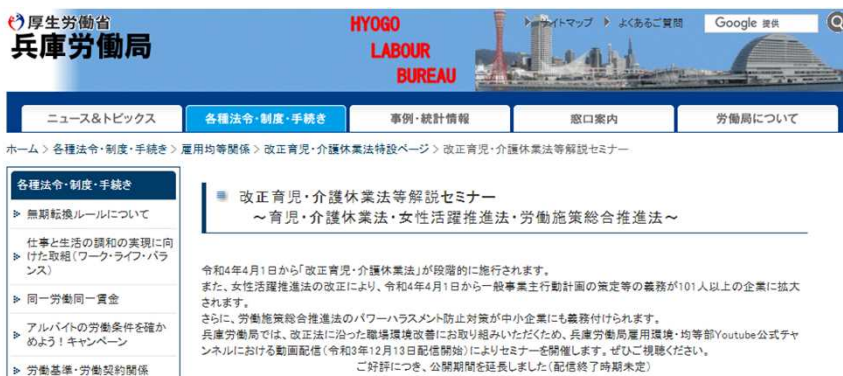 厚生労働省
兵庫労働局
HYOGO
LABOUR
BUREAU
サイトマップ よくあるご質問
Google 提供
ニュース&トピックス 各種法令・制度・手続き 事例・統計情報 窓口案内 労働局について
ホーム > 各種法令・制度・手続き > 雇用均等関係 > 改正育児・介護休業法特設ページ > 改正育児・介護休業法等解説セミナー
各種法令・制度・手続き
無期転換ルールについて
仕事と生活の調和の実現に向
けた取組(ワーク・ライフ・バラ
ンス)
同一労働同一賃金
アルバイトの労働条件を確か
めよう!キャンペーン
労働基準・労働契約関係
改正育児・介護休業法等解説セミナー
~育児・介護休業法・女性活躍推進法・労働施策総合推進法~
令和4年4月1日から「改正育児・介護休業法」が段階的に施行されます。
また、女性活躍推進法の改正により、令和4年4月1日から一般事業主行動計画の策定等の義務が101人以上の企業に拡大
されます。
さらに、労働施策総合推進法のパワーハラスメント防止対策が中小企業にも義務付けられます。
兵庫労働局では、改正法に沿った職場環境改善にお取り組みいただくため、兵庫労働局雇用環境・均等部Youtube公式チャ
ンネルにおける動画配信(令和3年12月13日配信開始)によりセミナーを開催します。ぜひご視聴ください。
ご好評につき、公開期間を延長しました(配信終了時期未定)